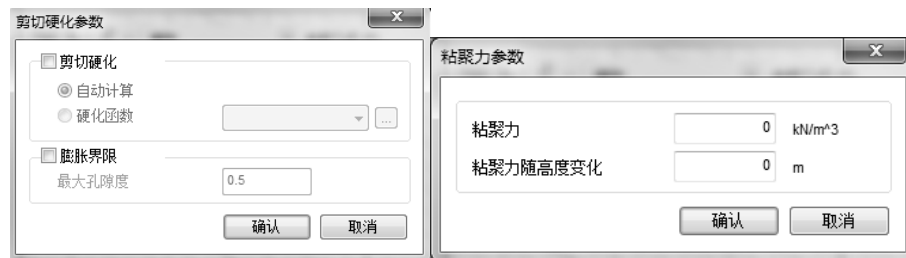 剪切硬化参数
剪切硬化
自动计算
硬化函数
...
膨胀界限
最大孔隙度 0.5
确认 取消
粘聚力参数
粘聚力 0 kN/m^3
粘聚力随高度变化 0 m
确认 取消